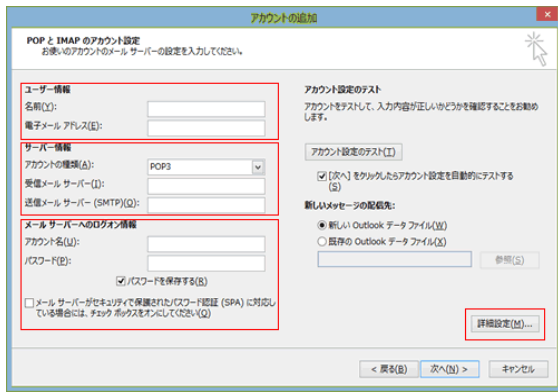 アカウントの追加
POP と IMAP のアカウント設定
お使いのアカウントのメール サーバーの設定を入力してください。
ユーザー情報
名前(Y):
電子メール アドレス(E):
サーバー情報
アカウントの種類(A):
POP3
受信メール サーバー(I):
送信メール サーバー (SMTP)(O):
メール サーバーへのログオン情報
アカウント名(U):
パスワード(P):
パスワードを保存する(R)
メール サーバーがセキュリティで保護されたパスワード認証 (SPA) に対応
している場合には、チェック ボックスをオンにしてください(Q)
アカウント設定のテスト
アカウントをテストして、入力内容が正しいかどうかを確認することをお勧め
します。
アカウント設定のテスト(T)
[次へ] をクリックしたらアカウント設定を自動的にテストする
(S)
新しいメッセージの配信先:
新しい Outlook データ ファイル(W)
既存の Outlook データ ファイル(X)
参照(S)
詳細設定(M)...
< 戻る(B)
次へ(N) >
キャンセル